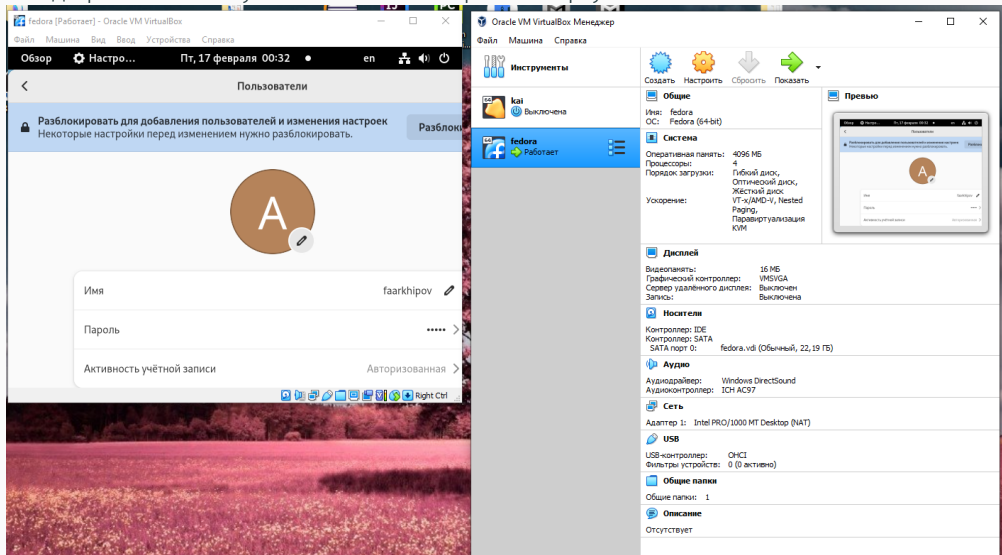 fedora [Работает] - Oracle VM VirtualBox
Файл Машина Вид Ввод Устройства Справка
Обзор Настро... Пт, 17 февраля 00:32 en
Пользователи
Разблокировать для добавления пользователей и изменения настроек
Некоторые настройки перед изменением нужно разблокировать.
Разблоки
A
Имя faarkhipov
Пароль •••••
Активность учётной записи Авторизованная
Right Ctrl
Oracle VM VirtualBox Менеджер
Файл Машина Справка
Инструменты
64 kai
Выключена
64 fedora
Работает
Создать Настроить Сбросить Показать
Общие
Имя: fedora
ОС: Fedora (64-bit)
Система
Оперативная память: 4096 МБ
Процессоры: 4
Порядок загрузки: Гибкий диск,
Оптический диск,
Жёсткий диск
Ускорение: VT-x/AMD-V, Nested
Paging,
Паравиртуализация
KVM
Превью
Пользователи
A
Имя faarkhipov
Пароль
Дисплей
Видеопамять: 16 МБ
Графический контроллер: VMSVGA
Сервер удалённого дисплея: Выключен
Запись: Выключена
Носители
Контроллер: IDE
Контроллер: SATA
SATA порт 0: fedora.vdi (Обычный, 22,19 ГБ)
Аудио
Аудиодрайвер: Windows DirectSound
Аудиоконтроллер: ICH AC97
Сеть
Адаптер 1: Intel PRO/1000 MT Desktop (NAT)
USB
USB-контроллер: OHCI
Фильтры устройств: 0 (0 активно)
Общие папки
Общие папки: 1
Описание
Отсутствует